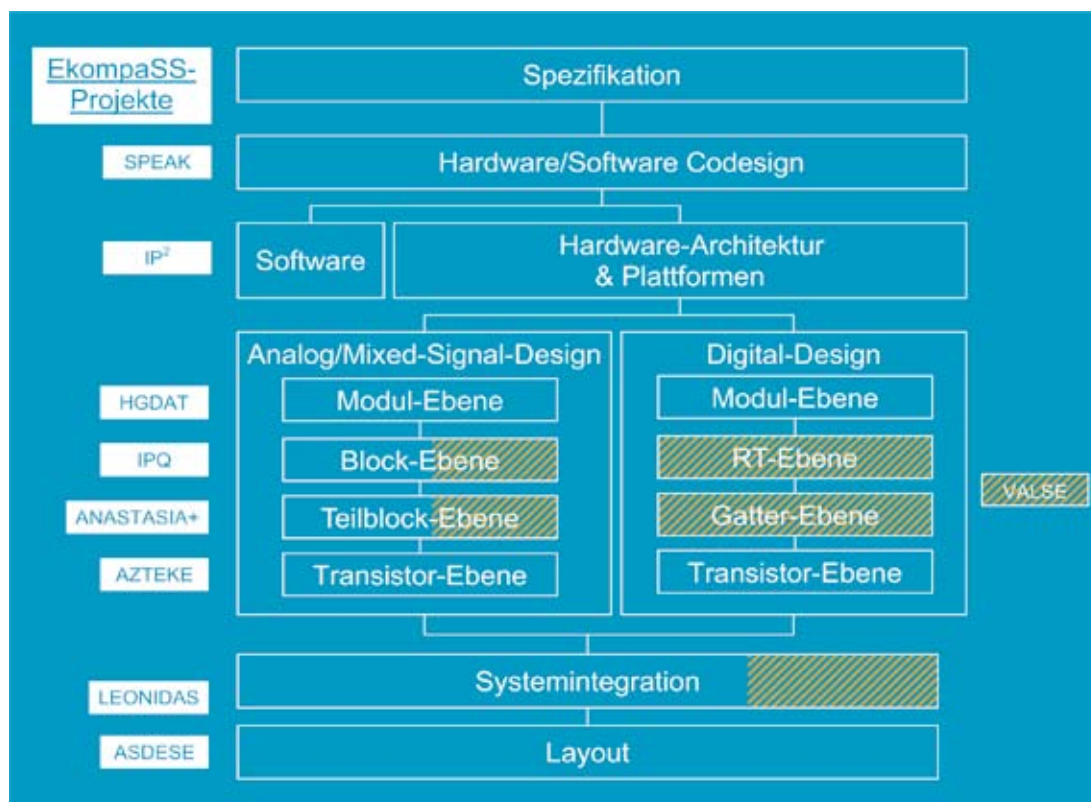 EkompaSS-
Projekte
Spezifikation
SPEAK
Hardware/Software Codesign
IP²
Software
Hardware-Architektur
& Plattformen
Analog/Mixed-Signal-Design
Digital-Design
HGDAT
Modul-Ebene
Modul-Ebene
IPQ
Block-Ebene
RT-Ebene
VALSE
ANASTASIA+
Teilblock-Ebene
Gatter-Ebene
AZTEKE
Transistor-Ebene
Transistor-Ebene
LEONIDAS
Systemintegration
ASDESE
Layout